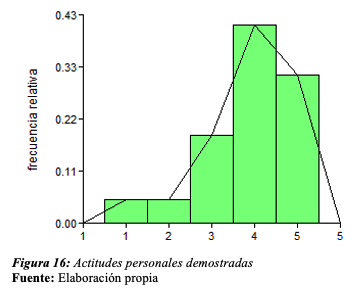 0.43
0.33
0.22
0.11
0.00
frecuencia relativa
1 1 2 3 4 5 5
Figura 16: Actitudes personales demostradas
Fuente: Elaboración propia